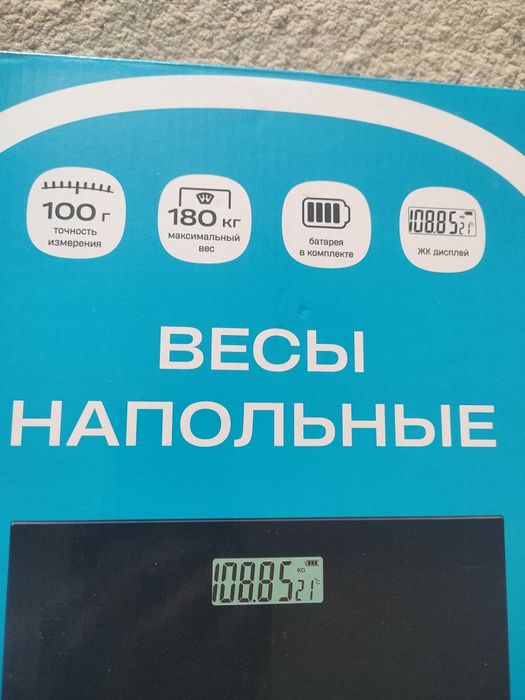 100 г
точность
измерения
180 кг
максимальный
вес
батарея
в комплекте
108.85 21°
ЖК дисплей
ВЕСЫ
НАПОЛЬНЫЕ
108.85 KG 21°C